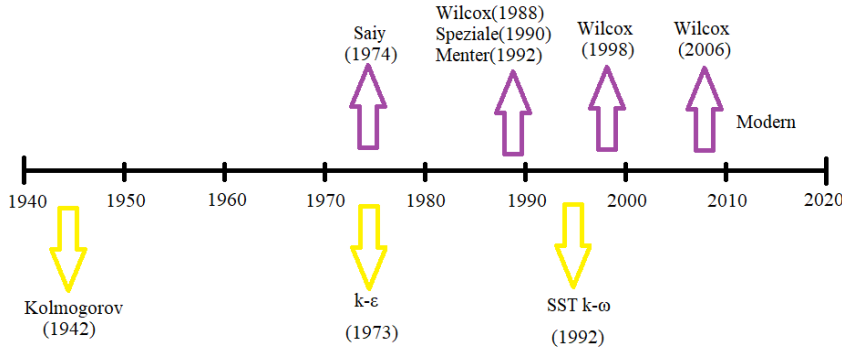 Saiy
(1974)
Wilcox(1988)
Speziale(1990)
Menter(1992)
Wilcox
(1998)
Wilcox
(2006)
Modern
1940 1950 1960 1970 1980 1990 2000 2010 2020
Kolmogorov
(1942)
k-ε
(1973)
SST k-ω
(1992)